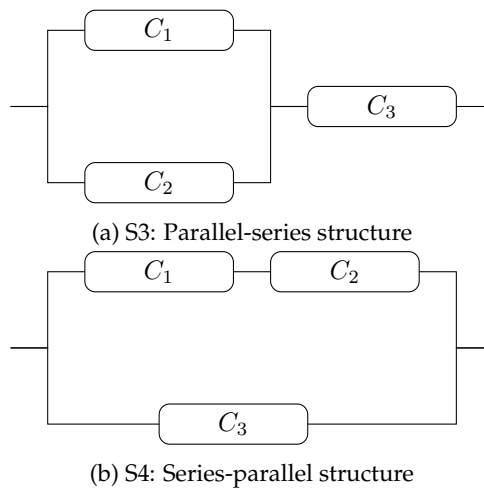 C₁
C₂
C₃
(a) S3: Parallel-series structure
C₁ C₂
C₃
(b) S4: Series-parallel structure